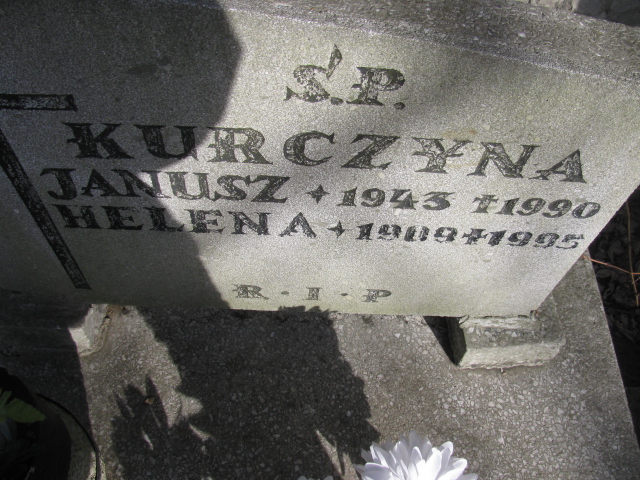 Ś.P.
KURCZYNA
JANUSZ ✦ 1943 † 1990
HELENA ✦ 1909 † 1995
R·I·P